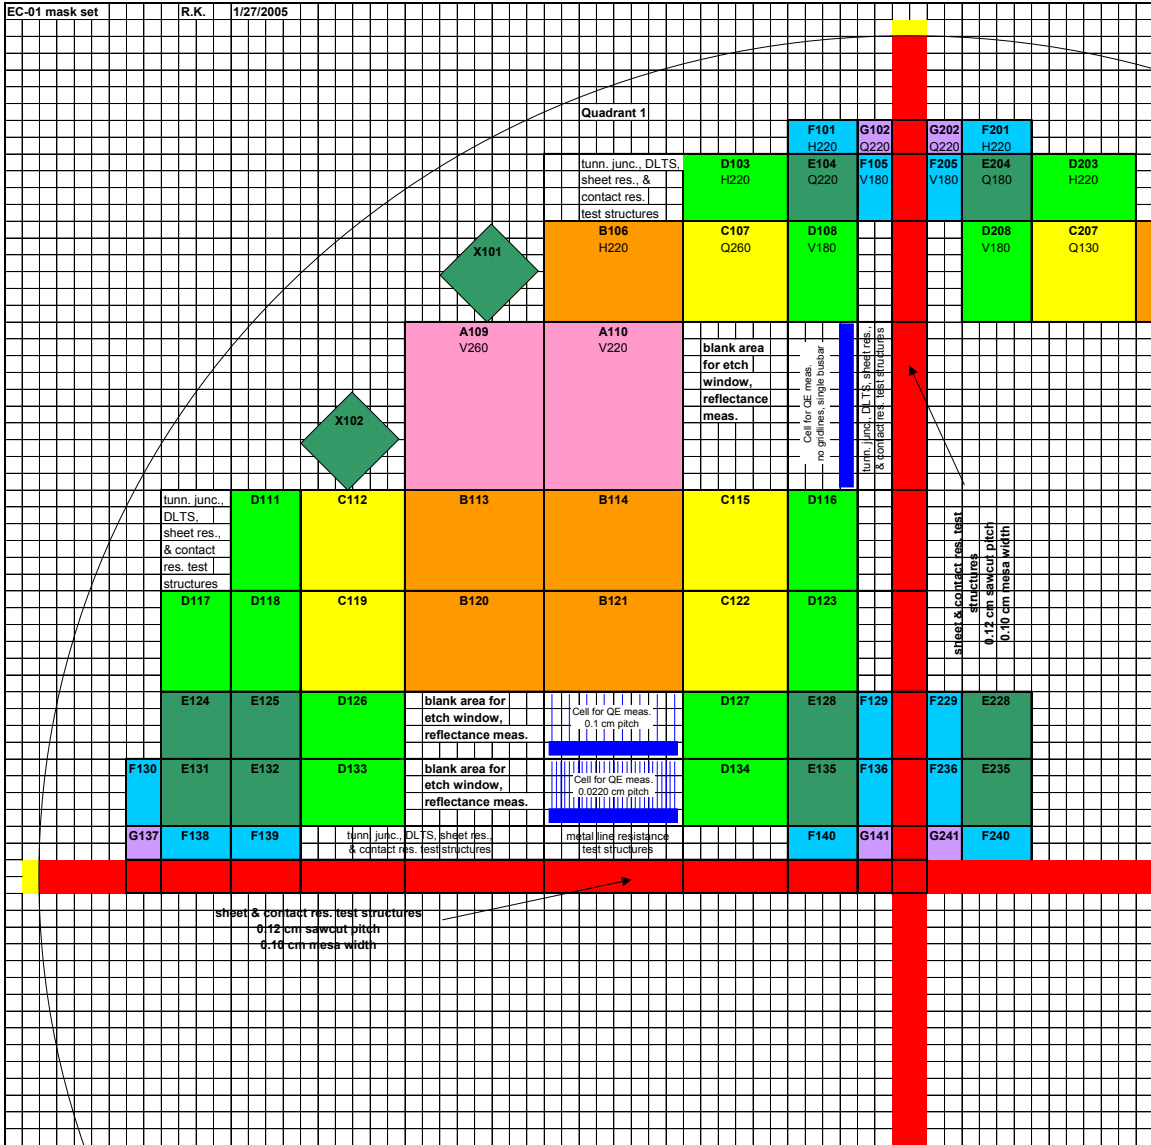 EC-01 mask set R.K. 1/27/2005
Quadrant 1
F101 G102 G202 F201
H220 Q220 Q220 H220
tunn. junc., DLTS,
sheet res., &
contact res.
test structures
D103 E104 F105 F205 E204 D203
H220 Q220 V180 V180 Q180 H220
X101
B106 C107 D108 D208 C207
H220 Q260 V180 V180 Q130
A109 A110
V260 V220
blank area
for etch
window,
reflectance
meas.
Cell for QE meas.
no gridlines, single busbar
tunn. junc., DLTS, sheet res.,
& contact res. test structures
X102
tunn. junc.,
DLTS,
sheet res.,
& contact
res. test
structures
D111 C112 B113 B114 C115 D116
sheet & contact res. test
structures
0.12 cm sawcut pitch
0.10 cm mesa width
D117 D118 C119 B120 B121 C122 D123
E124 E125 D126
blank area for
etch window,
reflectance meas.
Cell for QE meas.
0.1 cm pitch
D127 E128 F129 F229 E228
F130 E131 E132 D133
blank area for
etch window,
reflectance meas.
Cell for QE meas.
0.0220 cm pitch
D134 E135 F136 F236 E235
G137 F138 F139
tunn. junc., DLTS, sheet res.,
& contact res. test structures
metal line resistance
test structures
F140 G141 G241 F240
sheet & contact res. test structures
0.12 cm sawcut pitch
0.10 cm mesa width